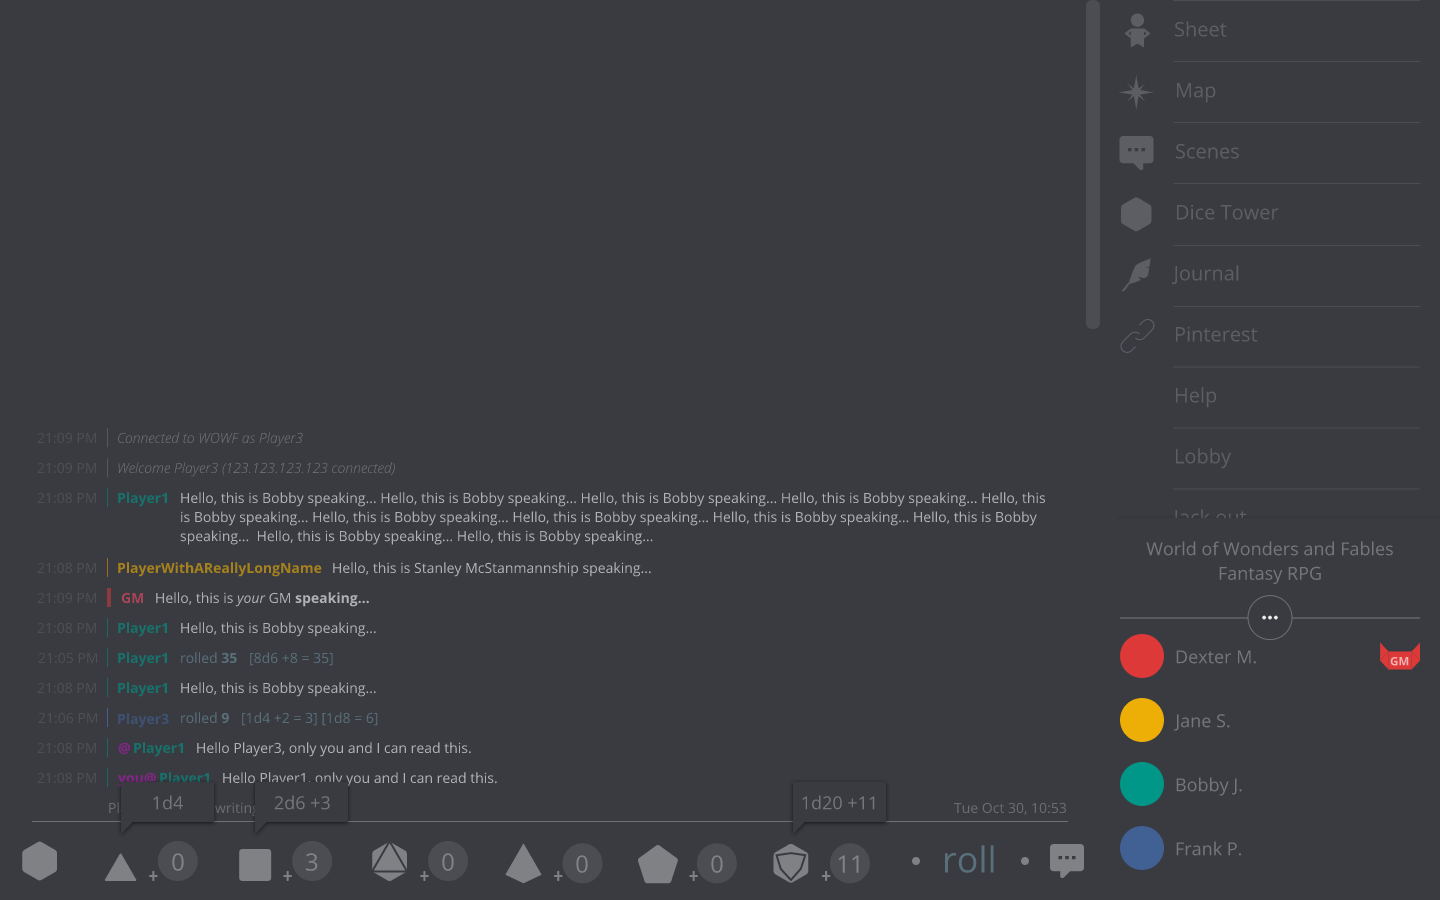 Sheet
Map
Scenes
Dice Tower
Journal
Pinterest
Help
Lobby
Jack out
21:09 PM Connected to WOWF as Player3
21:09 PM Welcome Player3 (123.123.123.123 connected)
21:08 PM Player1 Hello, this is Bobby speaking... Hello, this is Bobby speaking... Hello, this is Bobby speaking... Hello, this is Bobby speaking... Hello, this
is Bobby speaking... Hello, this is Bobby speaking... Hello, this is Bobby speaking... Hello, this is Bobby speaking... Hello, this is Bobby
speaking... Hello, this is Bobby speaking... Hello, this is Bobby speaking...
21:08 PM PlayerWithAReallyLongName Hello, this is Stanley McStanmannship speaking...
21:09 PM GM Hello, this is your GM speaking...
21:08 PM Player1 Hello, this is Bobby speaking...
21:05 PM Player1 rolled 35 [8d6 +8 = 35]
21:08 PM Player1 Hello, this is Bobby speaking...
21:06 PM Player3 rolled 9 [1d4 +2 = 3] [1d8 = 6]
21:08 PM @Player1 Hello Player3, only you and I can read this.
21:08 PM you@Player1 Hello Player1, only you and I can read this.
1d4
writing
2d6 +3
1d20 +11
Tue Oct 30, 10:53
+ 0
+ 3
+ 0
+ 0
+ 0
+ 11
• roll •
World of Wonders and Fables
Fantasy RPG
Dexter M.
GM
Jane S.
Bobby J.
Frank P.